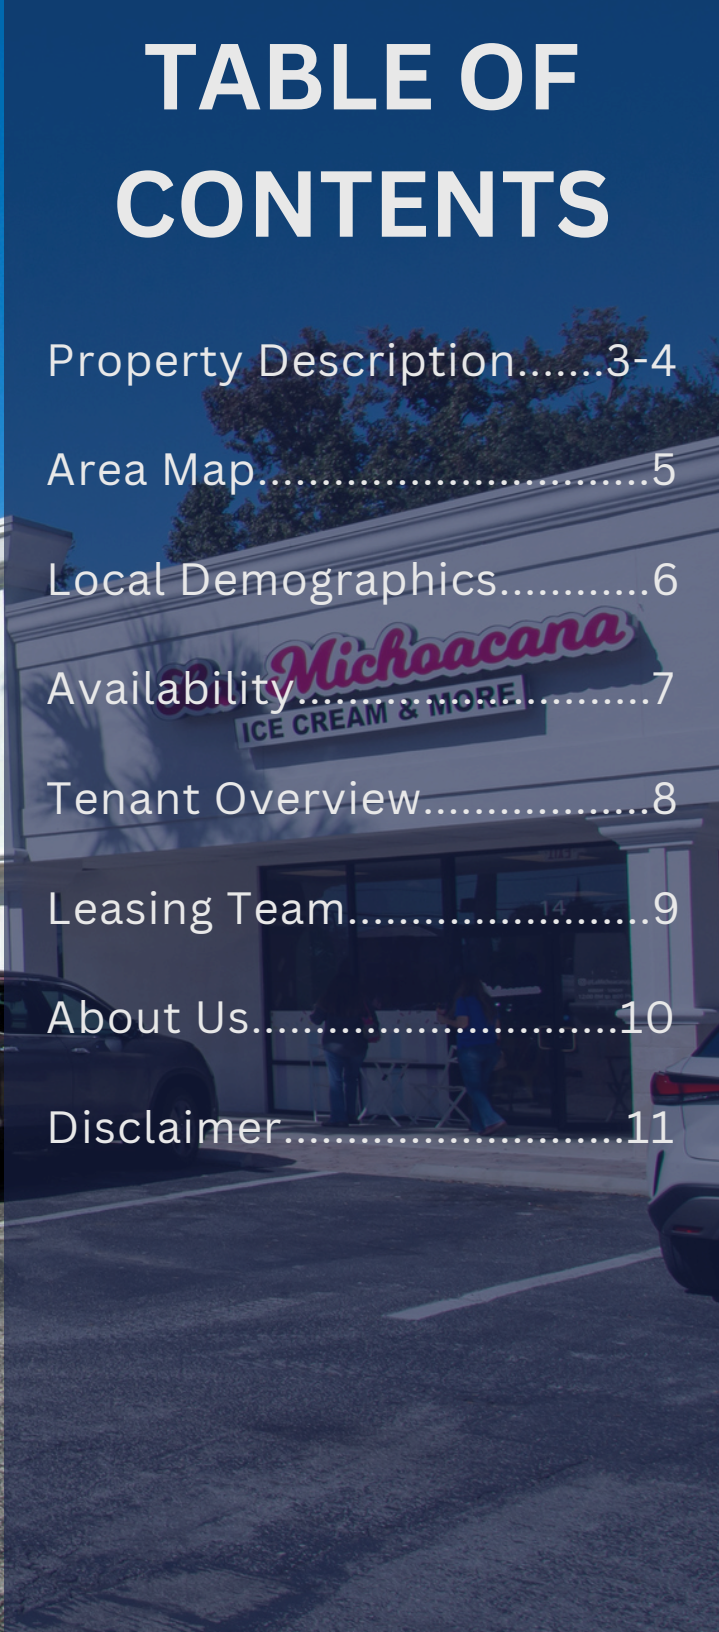 TABLE OF
CONTENTS
Property Description.......3-4
Area Map...............................5
Local Demographics............6
Michoacana
Availability............................7
ICE CREAM & MORE
Tenant Overview..................8
Leasing Team........................9
14
About Us.............................10
Disclaimer...........................11